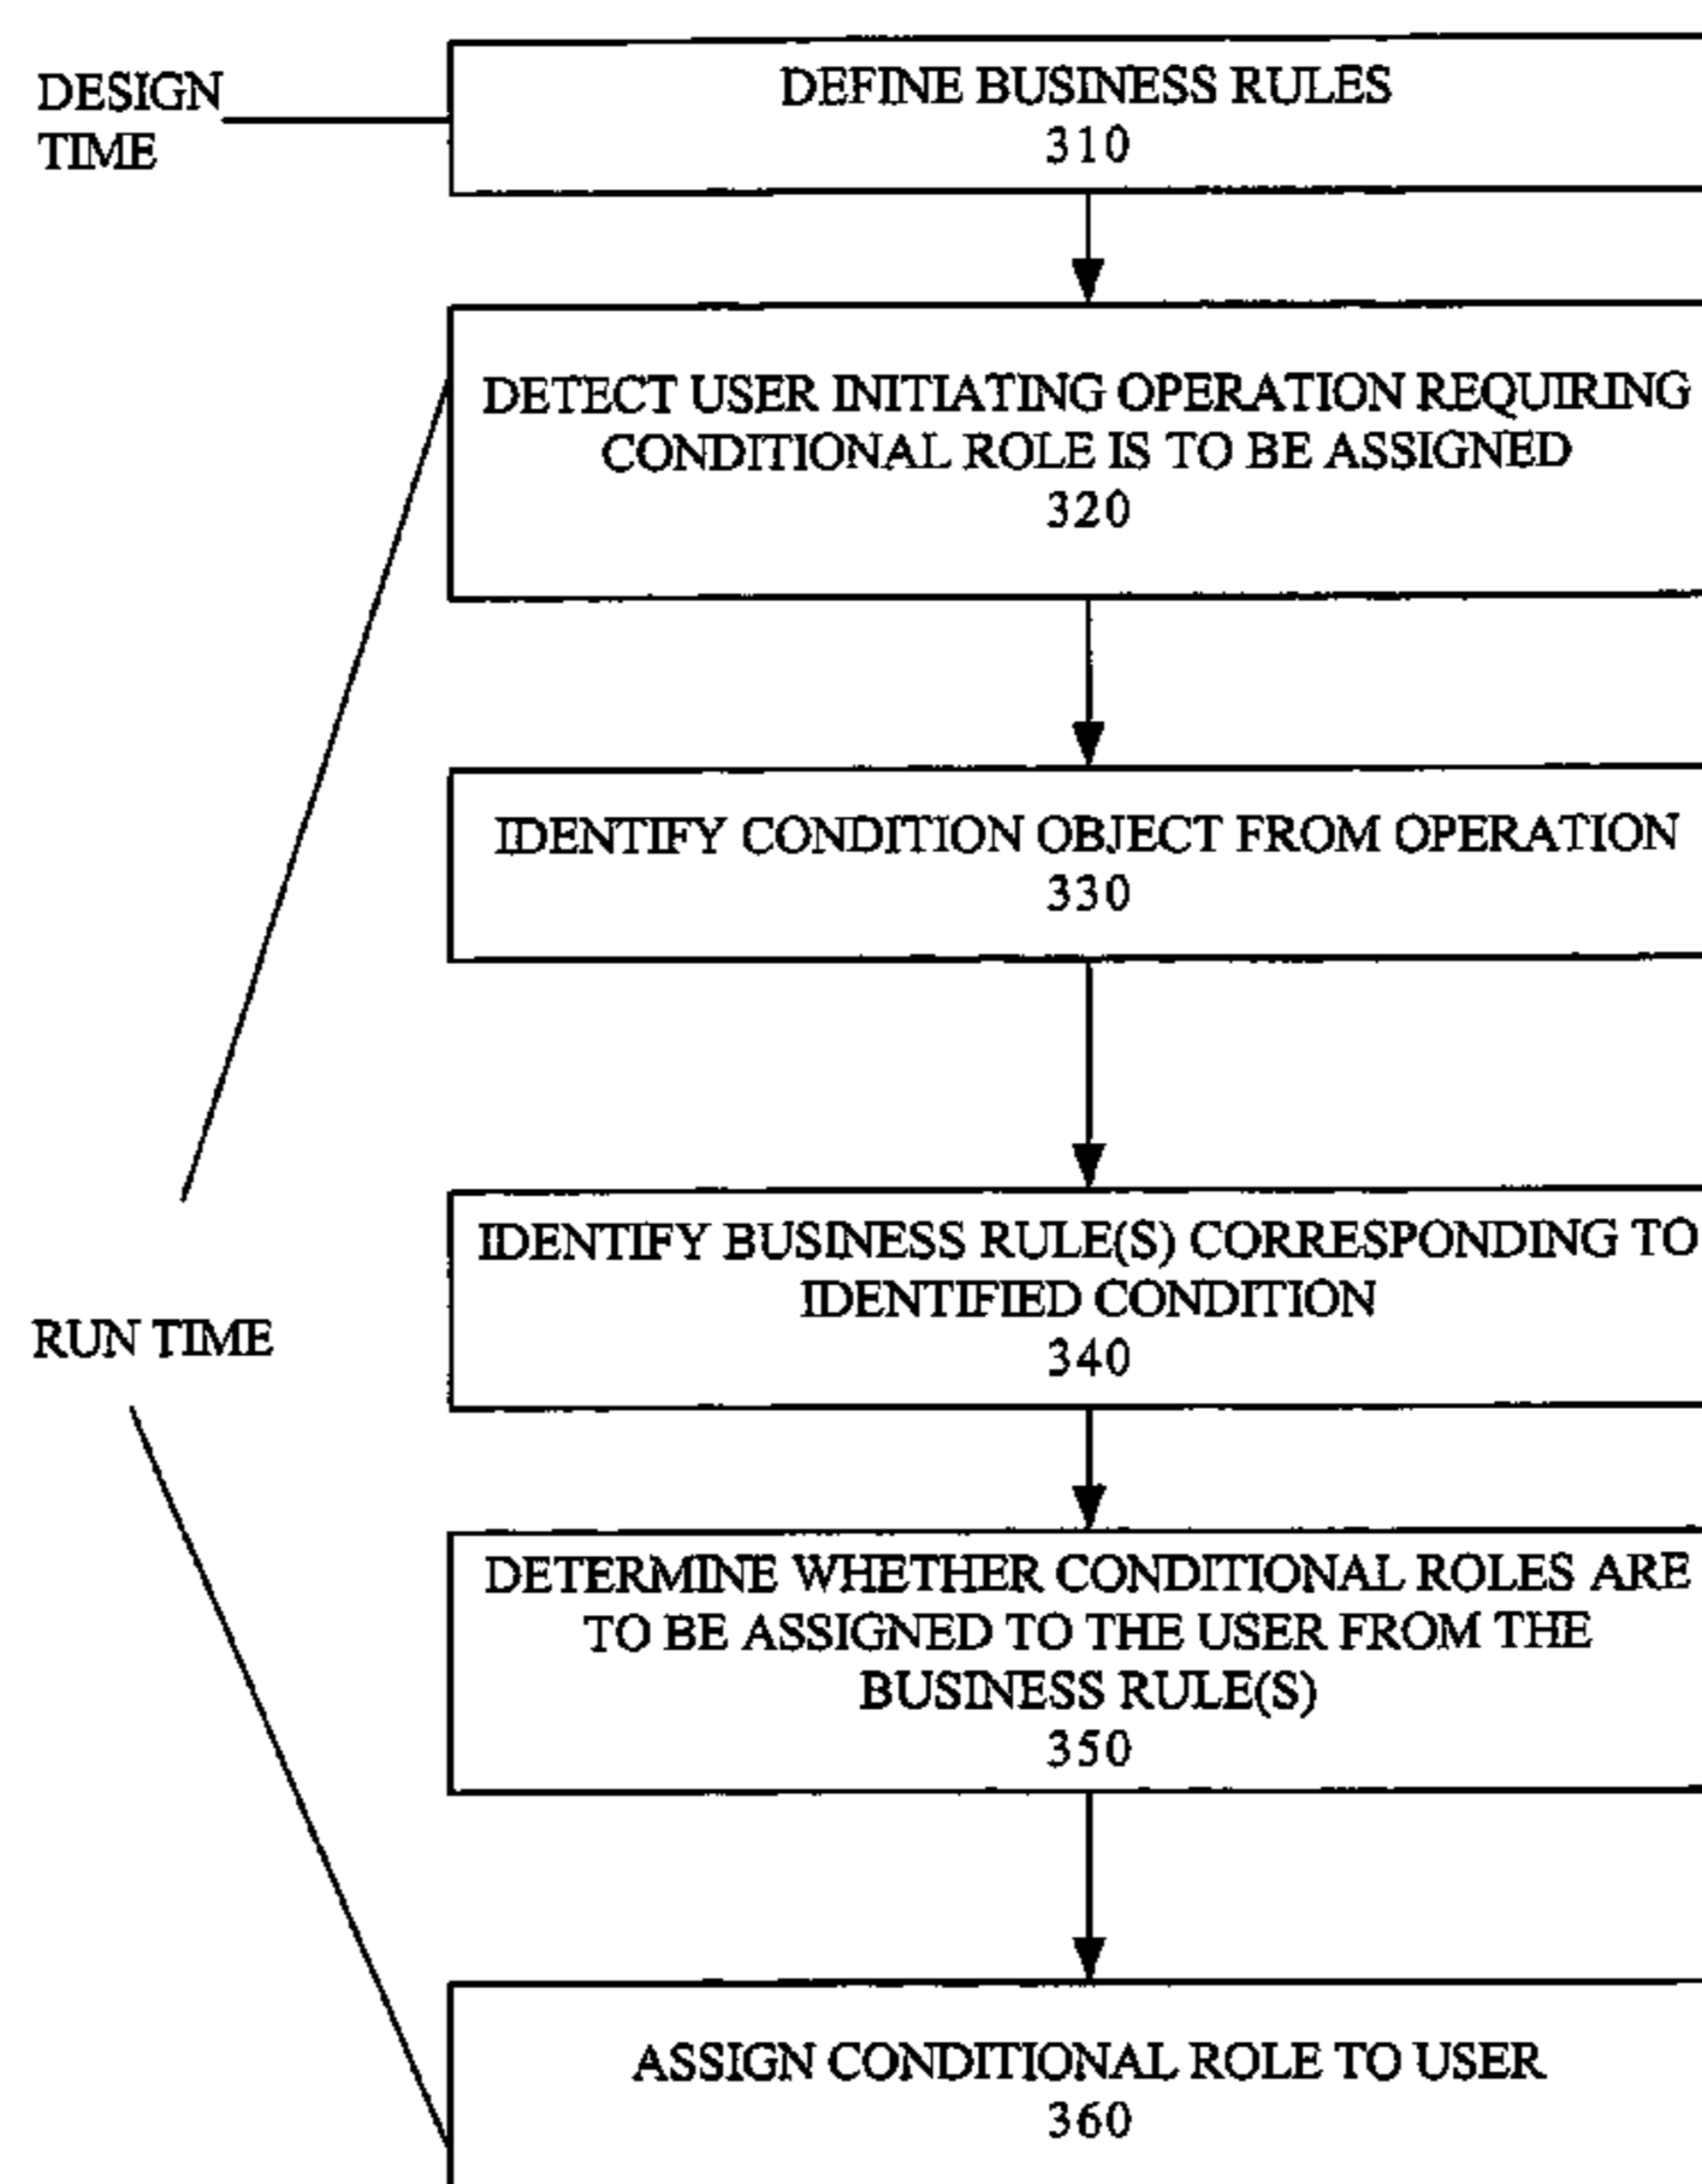 DESIGN
TIME
DEFINE BUSINESS RULES
310
DETECT USER INITIATING OPERATION REQUIRING
CONDITIONAL ROLE IS TO BE ASSIGNED
320
IDENTIFY CONDITION OBJECT FROM OPERATION
330
RUN TIME
IDENTIFY BUSINESS RULE(S) CORRESPONDING TO
IDENTIFIED CONDITION
340
DETERMINE WHETHER CONDITIONAL ROLES ARE
TO BE ASSIGNED TO THE USER FROM THE
BUSINESS RULE(S)
350
ASSIGN CONDITIONAL ROLE TO USER
360